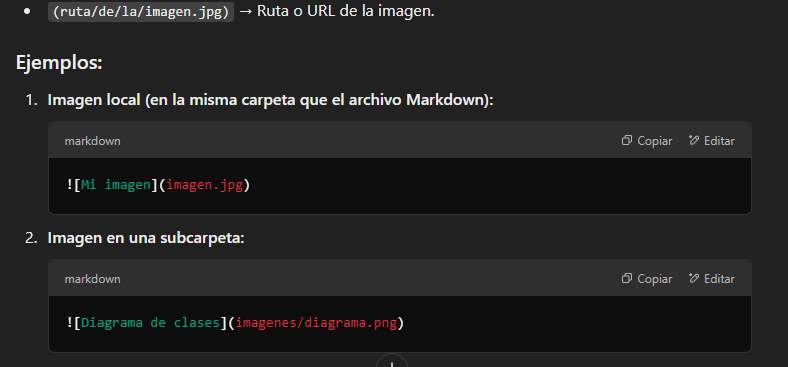 • (ruta/de/la/imagen.jpg) → Ruta o URL de la imagen.
Ejemplos:
1. Imagen local (en la misma carpeta que el archivo Markdown):
markdown Copiar Editar
![Mi imagen](imagen.jpg)
2. Imagen en una subcarpeta:
markdown Copiar Editar
![Diagrama de clases](imagenes/diagrama.png)